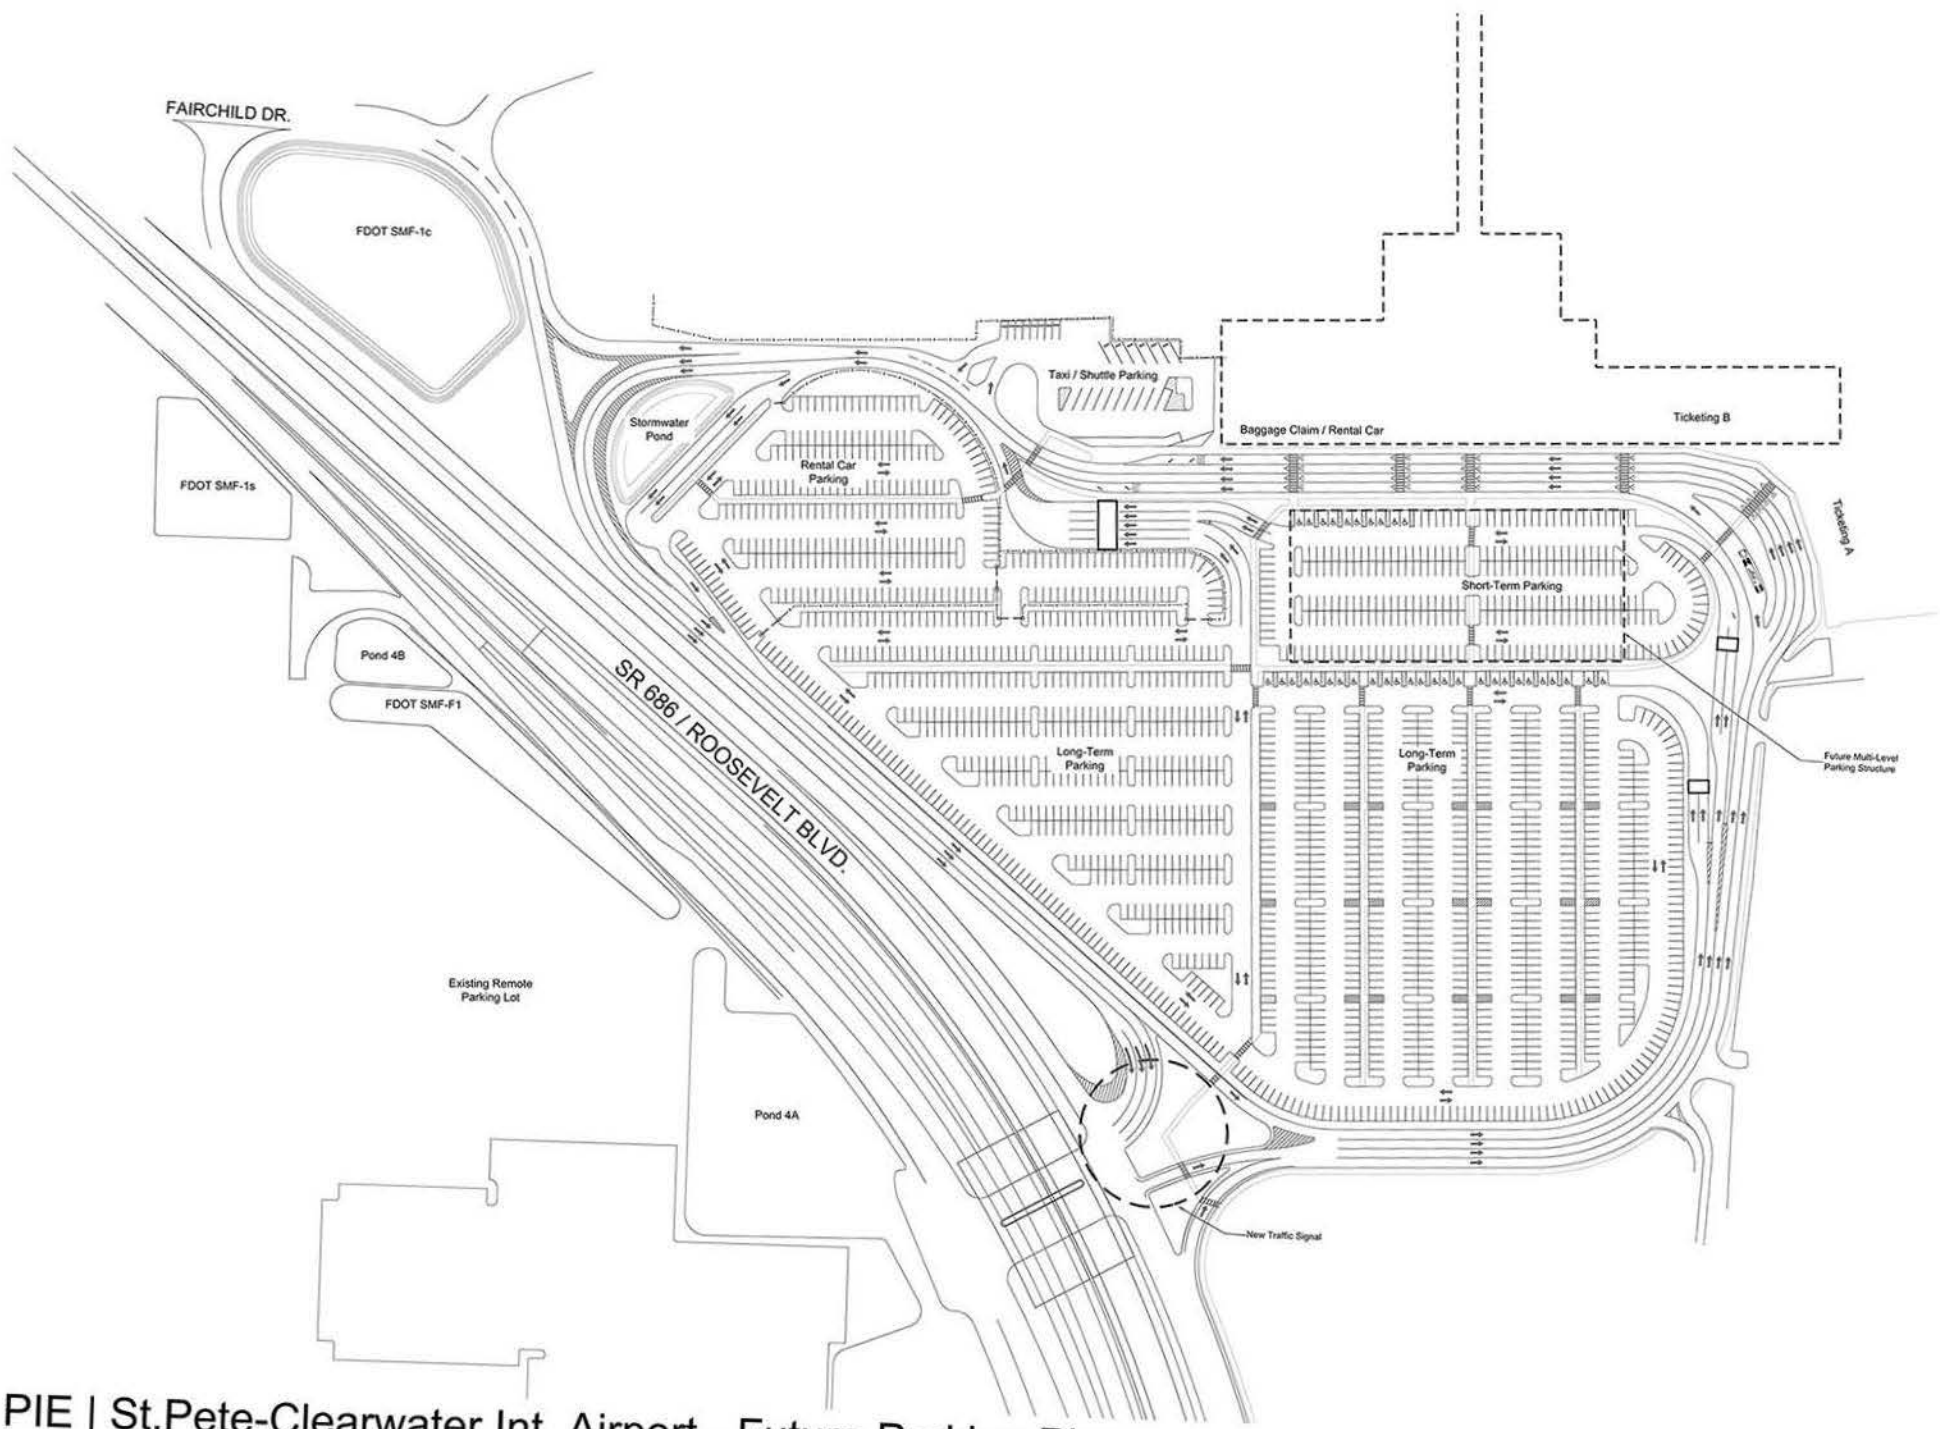 FAIRCHILD DR.
FDOT SMF-1c
Taxi / Shuttle Parking
Stormwater
Pond
Baggage Claim / Rental Car
Ticketing B
Rental Car
Parking
FDOT SMF-1s
Ticketing A
Short-Term Parking
Pond 4B
FDOT SMF-F1
SR 686 / ROOSEVELT BLVD.
Long-Term
Parking
Long-Term
Parking
Future Multi-Level
Parking Structure
Existing Remote
Parking Lot
Pond 4A
New Traffic Signal
PIE | St.Pete-Clearwater Int. Airport - Future Parking